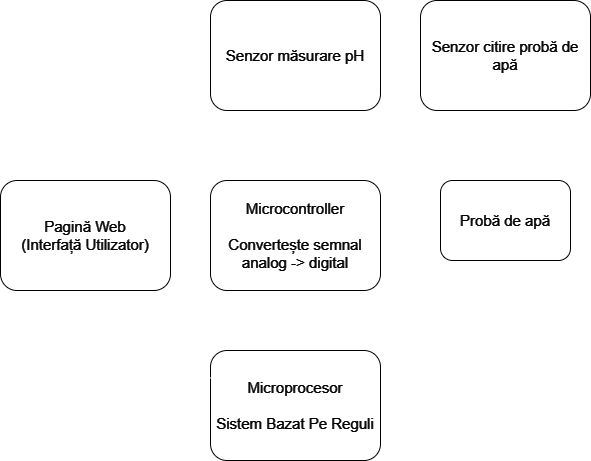 Senzor măsurare pH
Senzor citire probă de
apă
Pagină Web
(Interfață Utilizator)
Microcontroller
Convertește semnal
analog -> digital
Probă de apă
Microprocesor
Sistem Bazat Pe Reguli